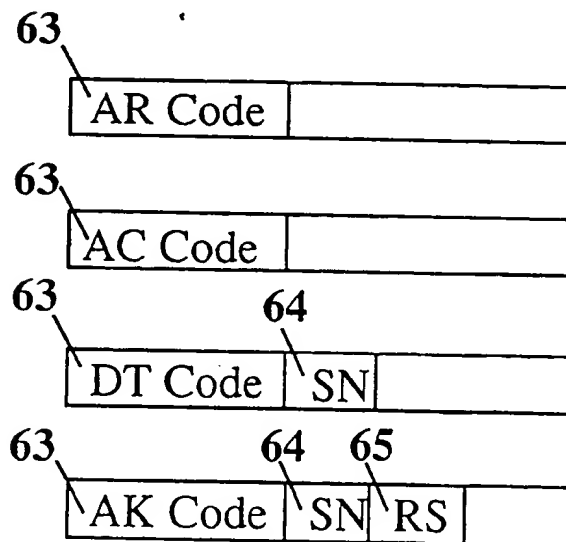 63
AR Code
63
AC Code
63 64
DT Code SN
63 64 65
AK Code SN RS